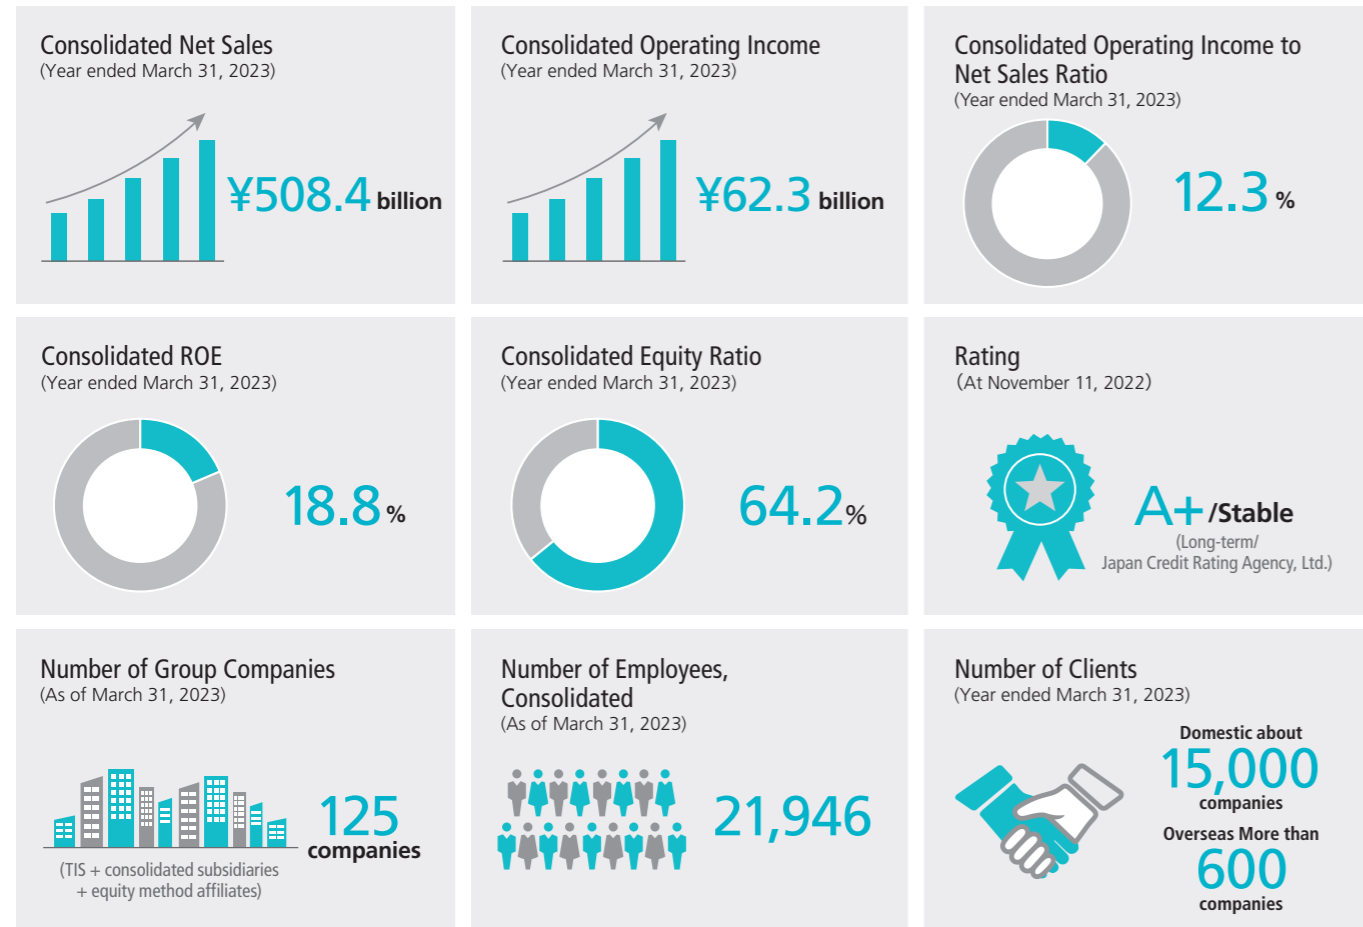 Consolidated Net Sales
(Year ended March 31, 2023)
¥508.4 billion
Consolidated Operating Income
(Year ended March 31, 2023)
¥62.3 billion
Consolidated Operating Income to
Net Sales Ratio
(Year ended March 31, 2023)
12.3 %
Consolidated ROE
(Year ended March 31, 2023)
18.8 %
Consolidated Equity Ratio
(Year ended March 31, 2023)
64.2%
Rating
(At November 11, 2022)
A+/Stable
(Long-term/
Japan Credit Rating Agency, Ltd.)
Number of Group Companies
(As of March 31, 2023)
125
companies
(TIS + consolidated subsidiaries
+ equity method affiliates)
Number of Employees,
Consolidated
(As of March 31, 2023)
21,946
Number of Clients
(Year ended March 31, 2023)
Domestic about
15,000
companies
Overseas More than
600
companies